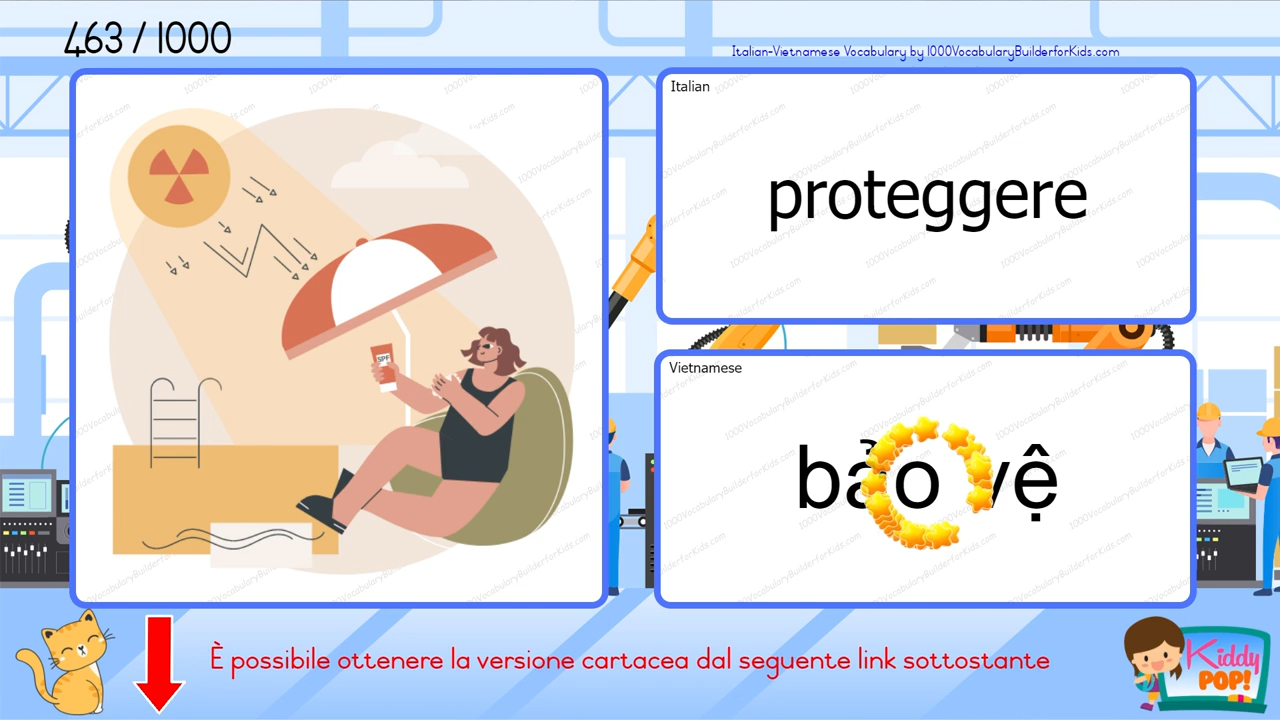 463 / 1000
Italian-Vietnamese Vocabulary by 1000VocabularyBuilderforKids.com
Italian
proteggere
SPF
Vietnamese
bảo vệ
È possibile ottenere la versione cartacea dal seguente link sottostante
Kiddy
POP!